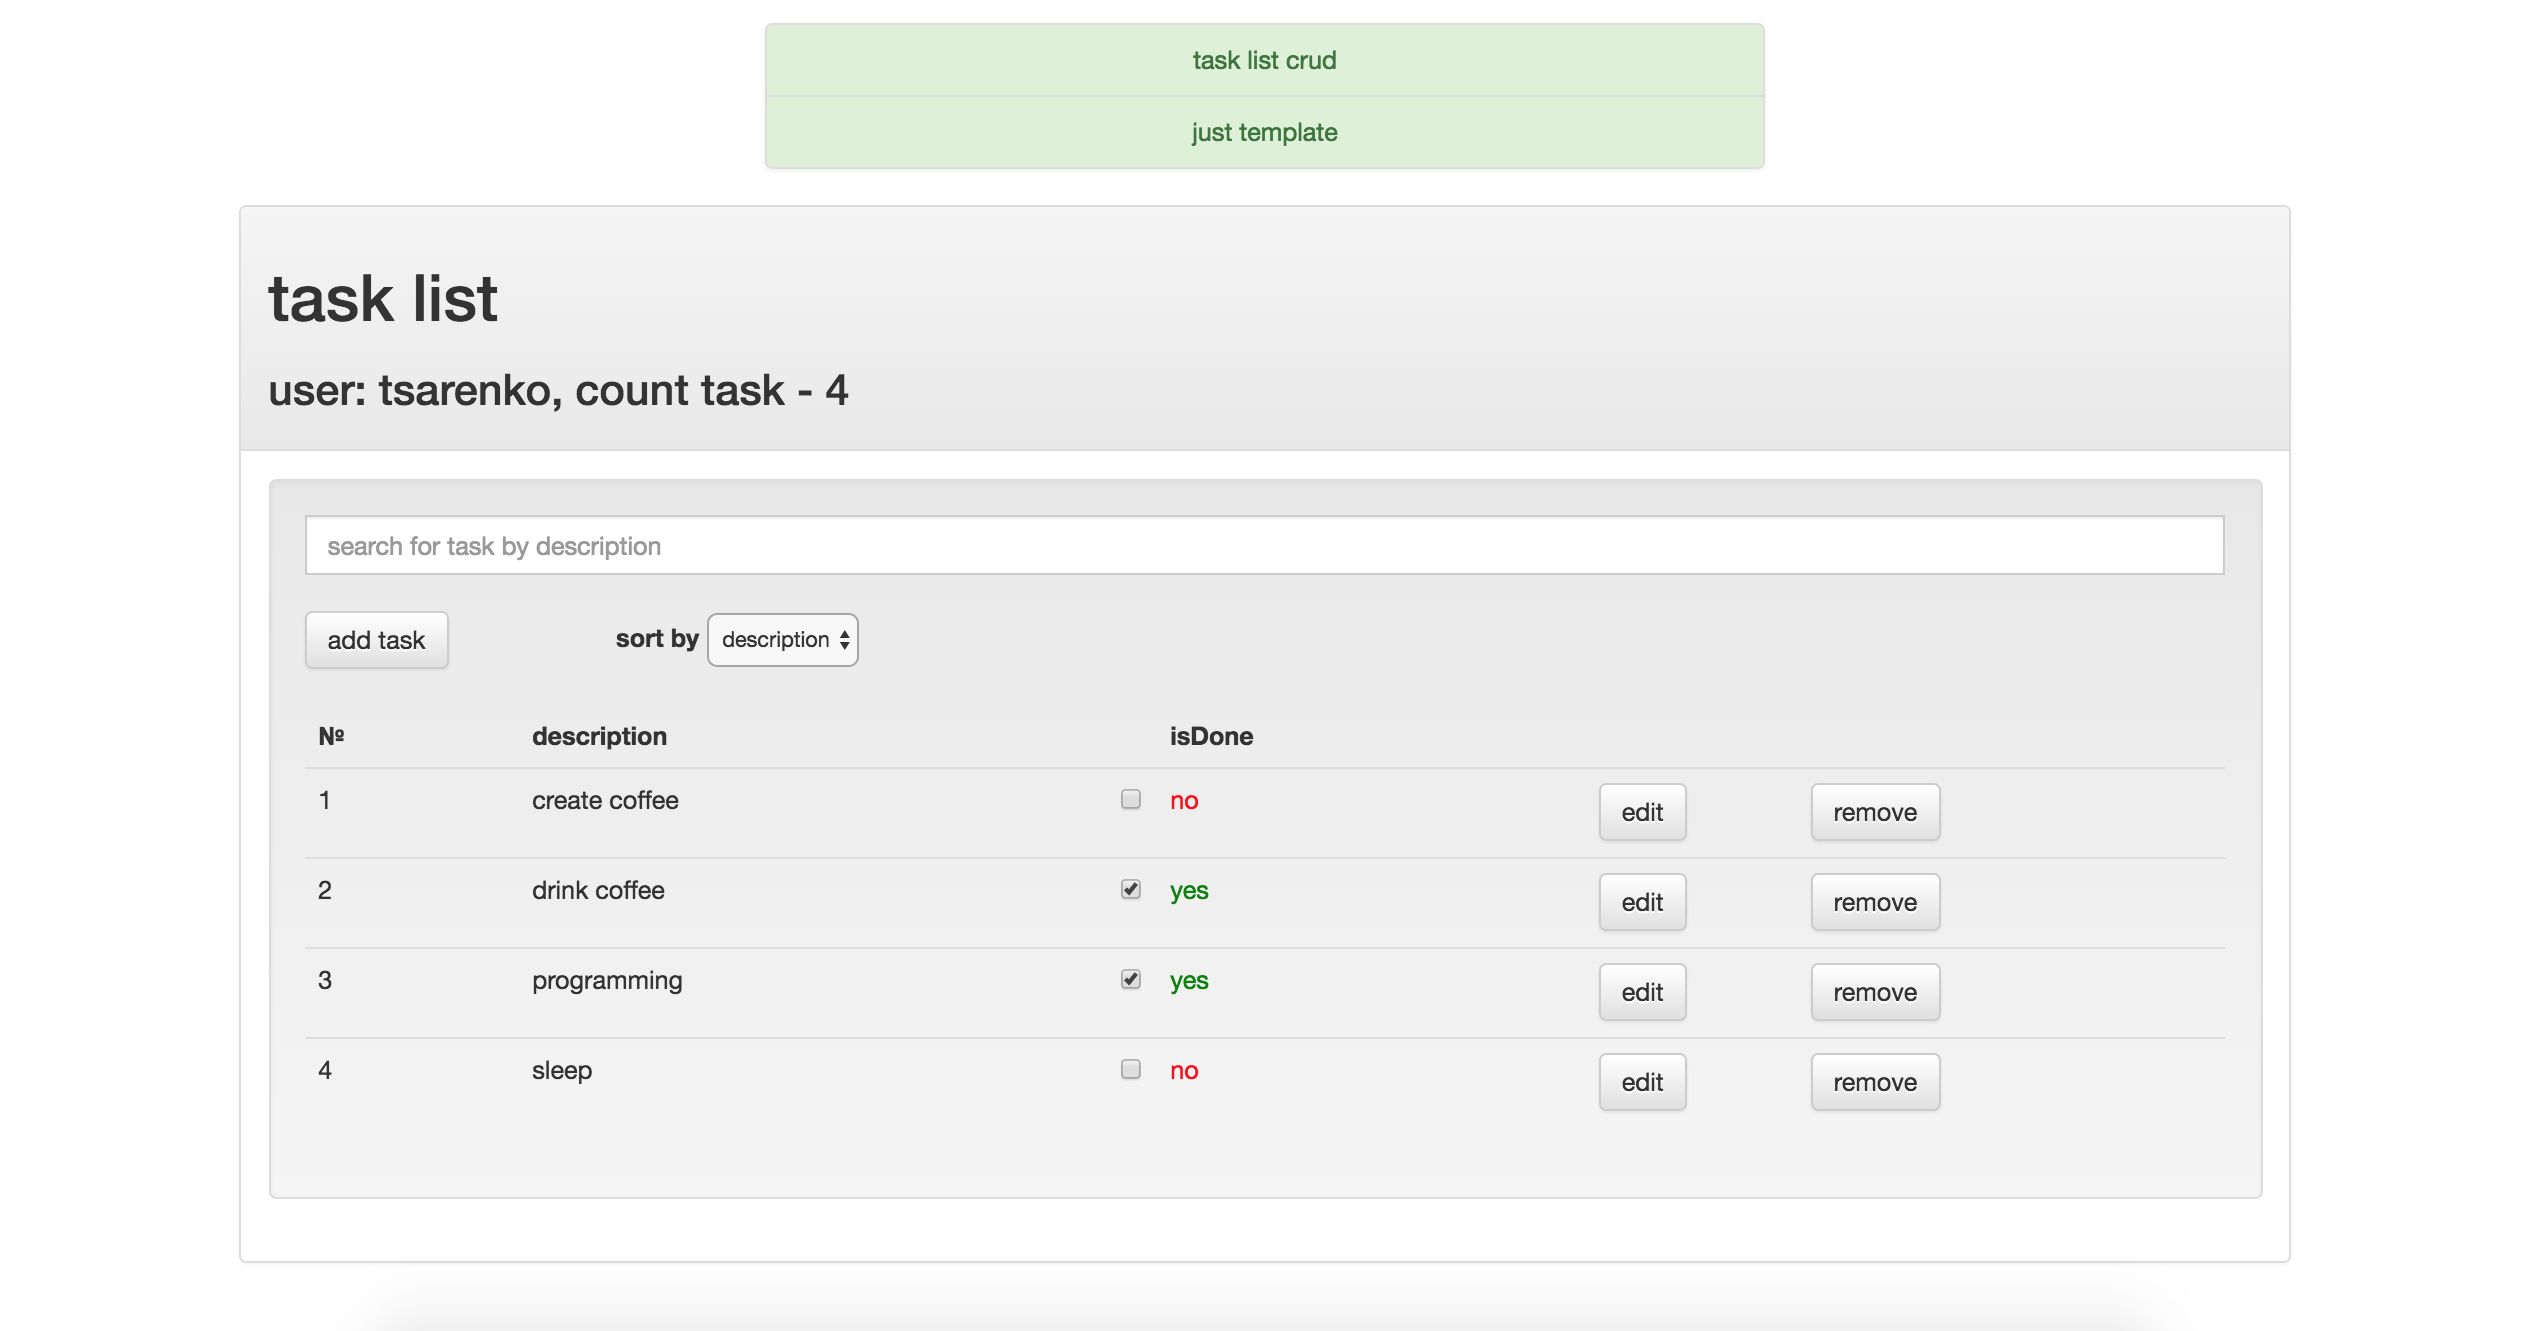 task list crud
just template
task list
user: tsarenko, count task - 4
search for task by description
add task sort by description
№ description isDone
1 create coffee no edit remove
2 drink coffee yes edit remove
3 programming yes edit remove
4 sleep no edit remove